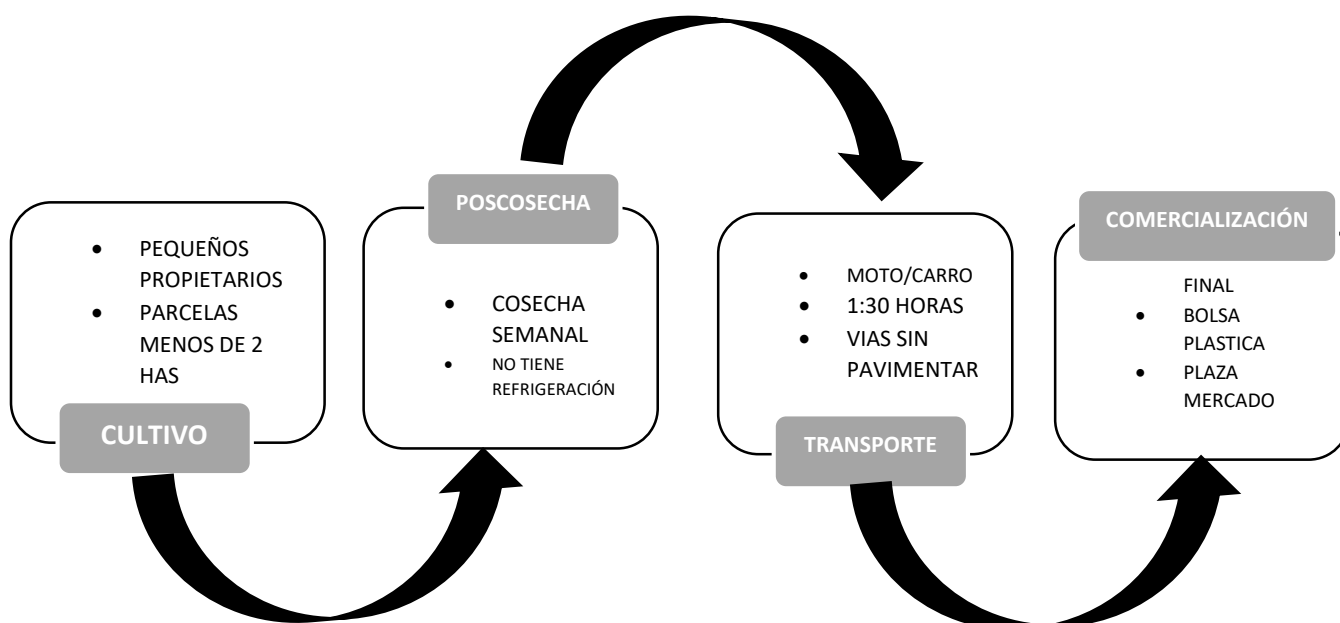 • PEQUEÑOS
PROPIETARIOS
• PARCELAS
MENOS DE 2
HAS
CULTIVO
POSCOSECHA
• COSECHA
SEMANAL
• NO TIENE
REFRIGERACIÓN
• MOTO/CARRO
• 1:30 HORAS
• VIAS SIN
PAVIMENTAR
TRANSPORTE
COMERCIALIZACIÓN
FINAL
• BOLSA
PLASTICA
• PLAZA
MERCADO